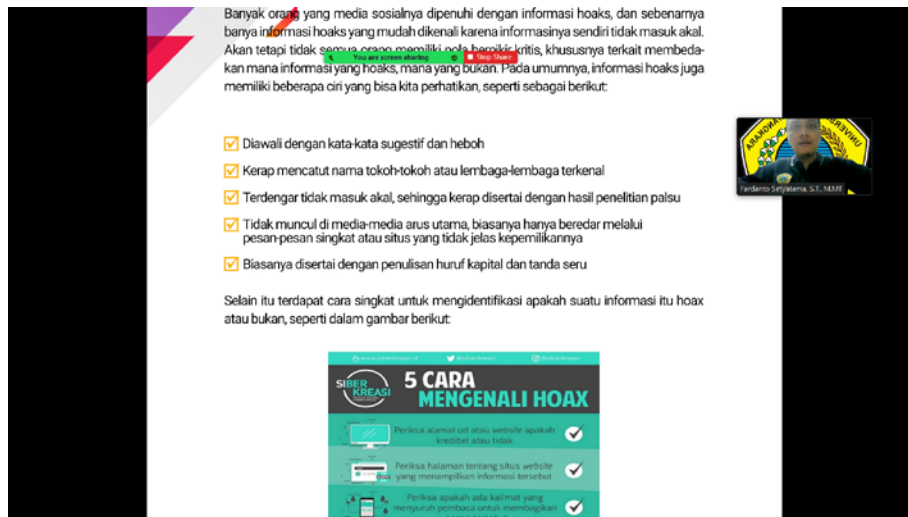 Banyak orang yang media sosialnya dipenuhi dengan informasi hoaks, dan sebenarnya
banya informasi hoaks yang mudah dikenali karena informasinya sendiri tidak masuk akal.
Akan tetapi tidak semua orang memiliki pola berpikir kritis, khususnya terkait membeda-
You are screen sharing
Stop Share
kan mana informasi yang hoaks, mana yang bukan. Pada umumnya, informasi hoaks juga
memiliki beberapa ciri yang bisa kita perhatikan, seperti sebagai berikut:
Diawali dengan kata-kata sugestif dan heboh
Kerap mencatut nama tokoh-tokoh atau lembaga-lembaga terkenal
Terdengar tidak masuk akal, sehingga kerap disertai dengan hasil penelitian palsu
Tidak muncul di media-media arus utama, biasanya hanya beredar melalui
pesan-pesan singkat atau situs yang tidak jelas kepemilikannya
Biasanya disertai dengan penulisan huruf kapital dan tanda seru
Fardanto Setyatama, S.T., M.MT
Selain itu terdapat cara singkat untuk mengidentifikasi apakah suatu informasi itu hoax
atau bukan, seperti dalam gambar berikut:
SIBER
KREASI
5 CARA
MENGENALI HOAX
Periksa alamat url atau website apakah
kredibel atau tidak
Periksa halaman tentang situs website
yang menampilkan informasi tersebut
Periksa apakah ada kalimat yang
menyuruh pembaca untuk membagikan